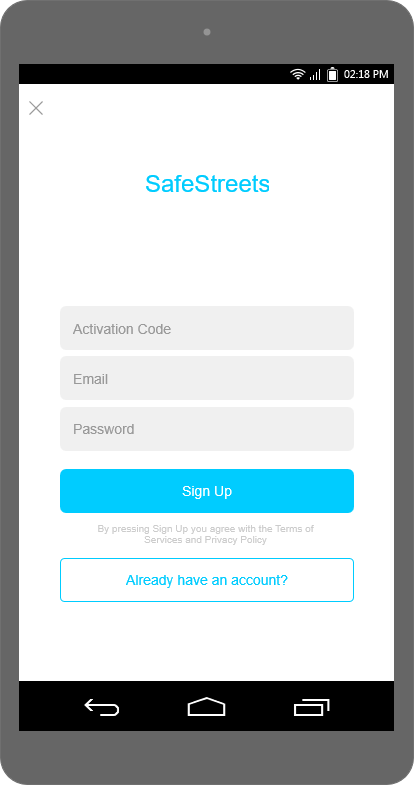 02:18 PM
SafeStreets
Activation Code
Email
Password
Sign Up
By pressing Sign Up you agree with the Terms of
Services and Privacy Policy
Already have an account?